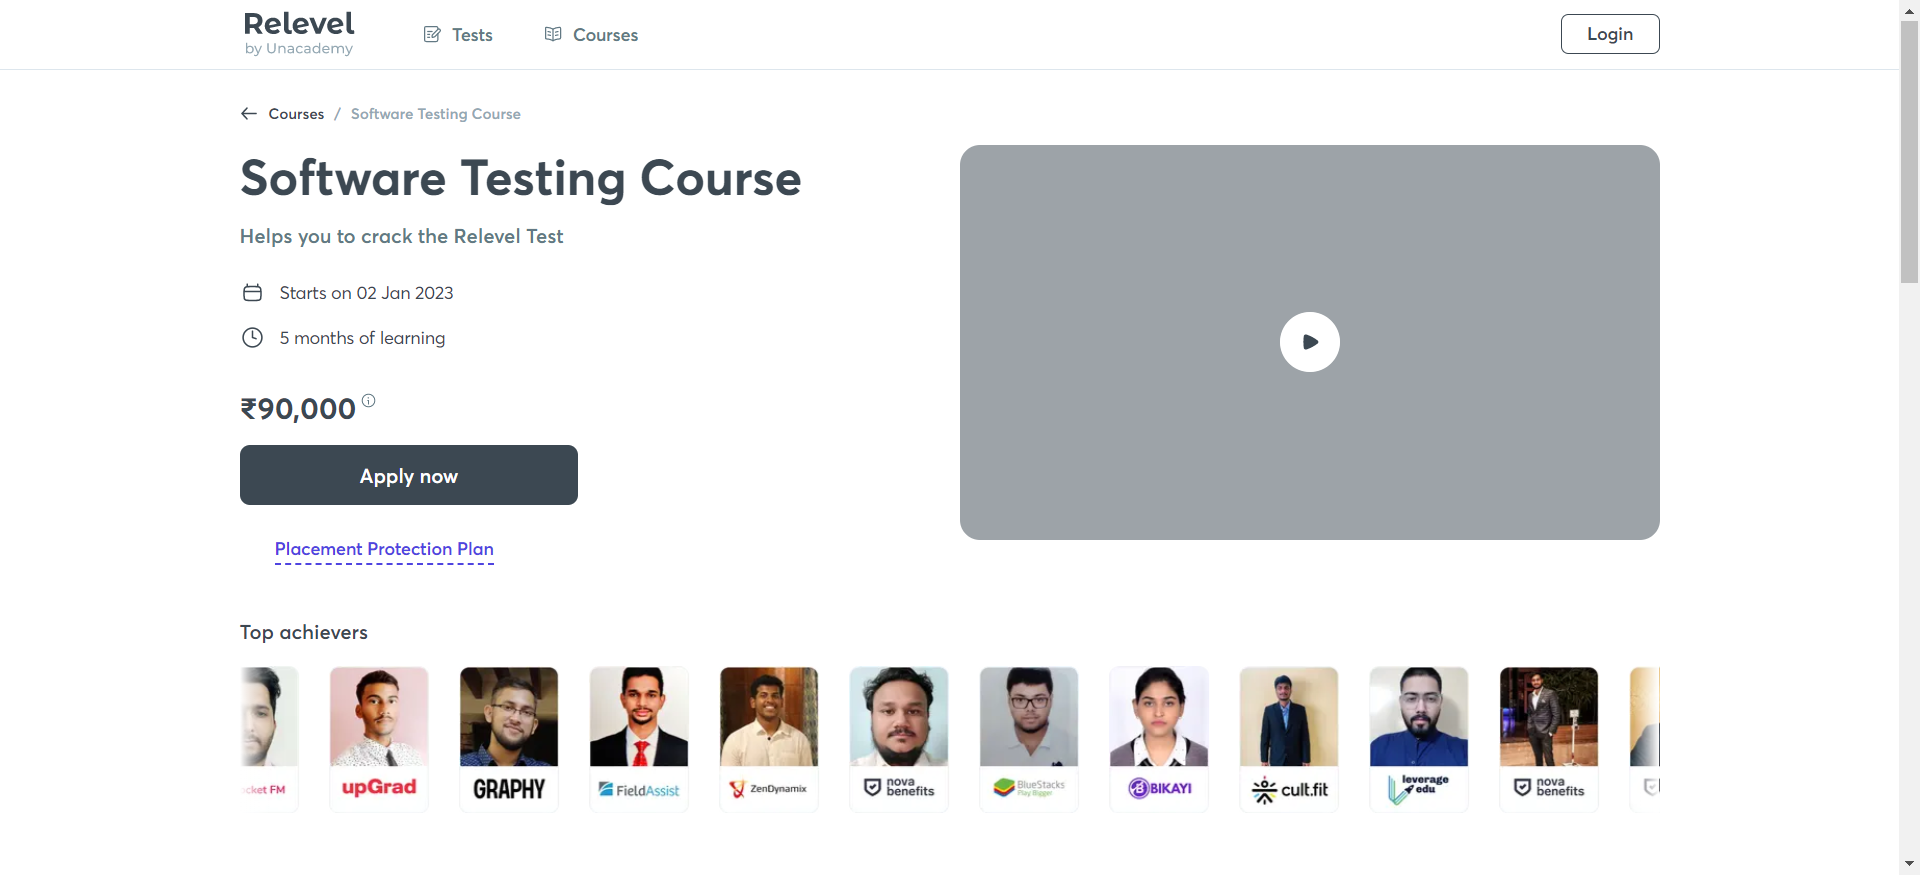 Relevel
by Unacademy
Tests
Courses
Login
Courses / Software Testing Course
Software Testing Course
Helps you to crack the Relevel Test
Starts on 02 Jan 2023
5 months of learning
₹90,000
Apply now
Placement Protection Plan
Top achievers
cket FM
upGrad
GRAPHY
FieldAssist
ZenDynamix
nova
benefits
BlueStacks
Play Bigger
BIKAYI
cult.fit
leverage
edu
nova
benefits